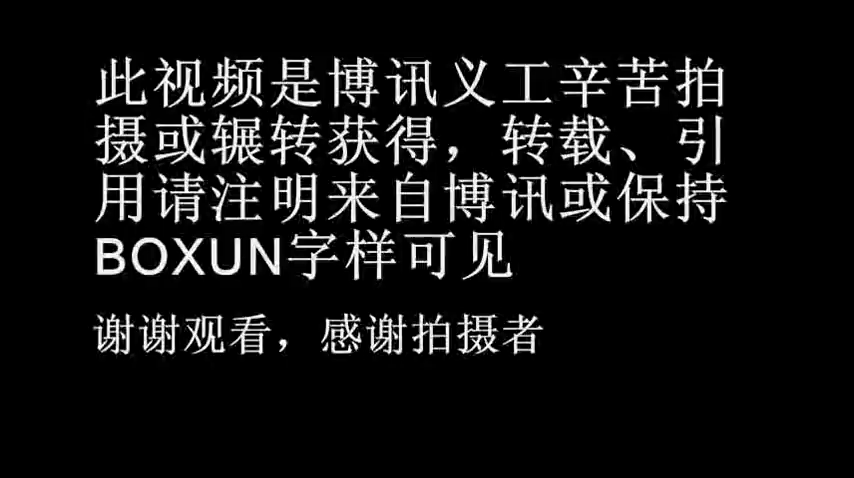 此视频是博讯义工辛苦拍
摄或辗转获得，转载、引
用请注明来自博讯或保持
BOXUN字样可见
谢谢观看，感谢拍摄者